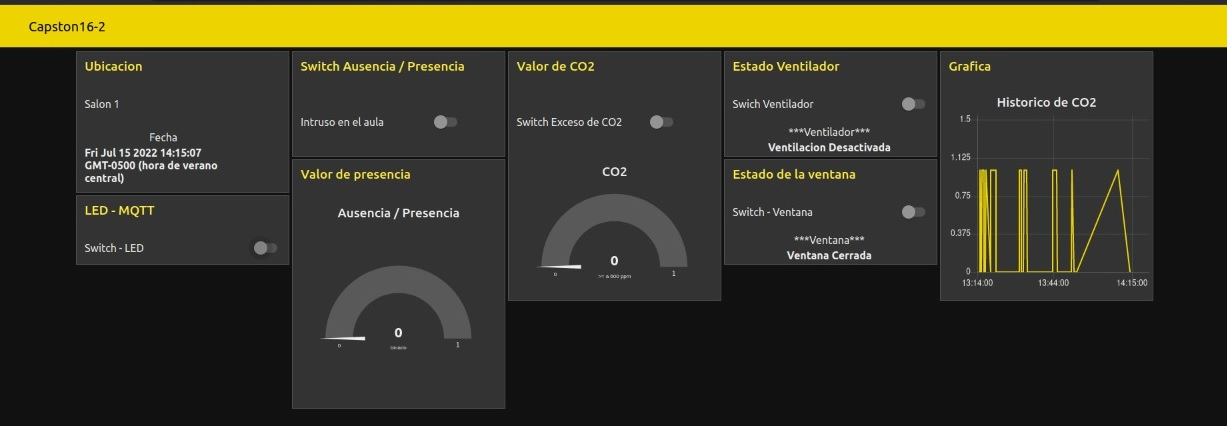 Capston16-2
Ubicacion
Salon 1
Fecha
Fri Jul 15 2022 14:15:07
GMT-0500 (hora de verano
central)
LED - MQTT
Switch - LED
Switch Ausencia / Presencia
Intruso en el aula
Valor de presencia
Ausencia / Presencia
0
0
1
Valor de CO2
Switch Exceso de CO2
CO2
0
0
1
Estado Ventilador
Swich Ventilador
***Ventilador***
Ventilacion Desactivada
Estado de la ventana
Switch - Ventana
***Ventana***
Ventana Cerrada
Grafica
Historico de CO2
1.5
1.125
0.75
0.375
0
13:14:00
13:44:00
14:15:00